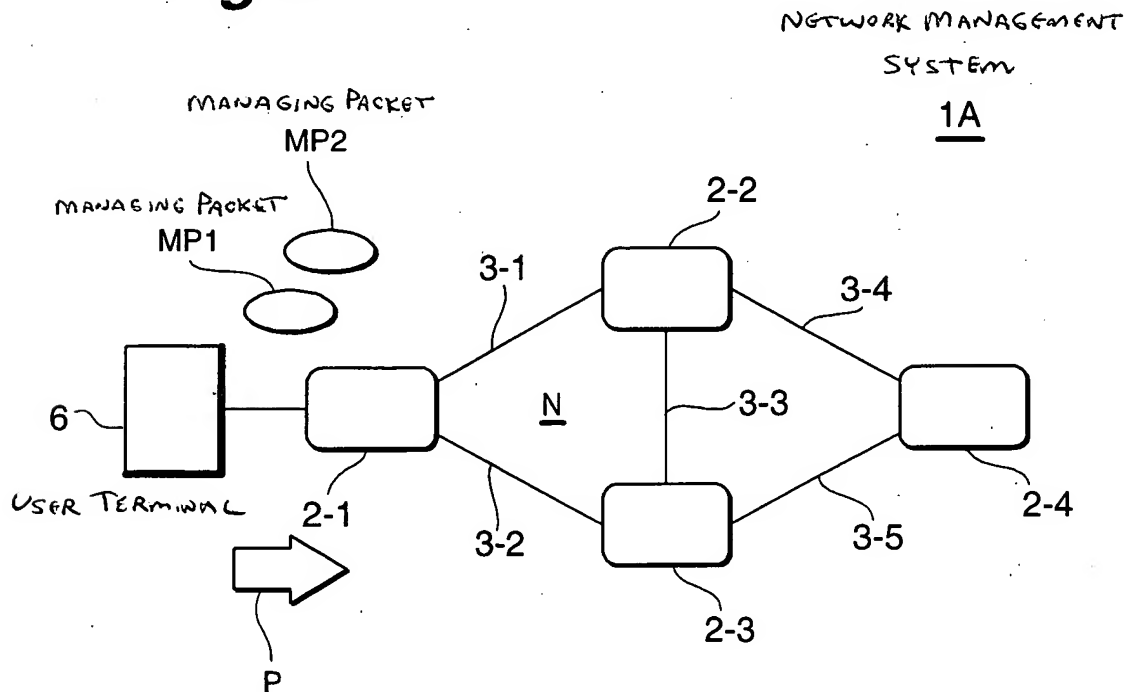 NETWORK MANAGEMENT
SYSTEM
1A
MANAGING PACKET
MP2
MANAGING PACKET
MP1
2-2
3-1
3-4
N
3-3
6
USER TERMINAL
2-1
3-2
3-5
2-4
2-3
P